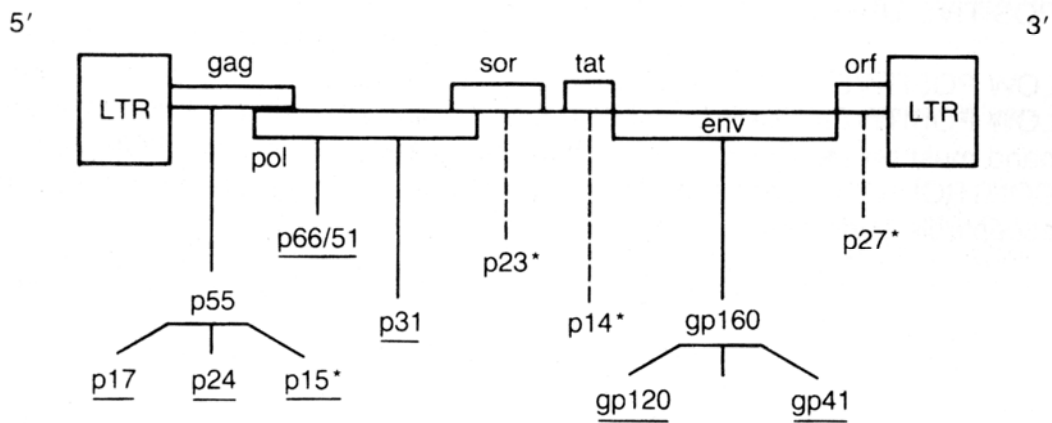 5′ 3′
gag sor tat orf
LTR LTR
env
pol
p66/51
p23* p27*
p55 p31 p14* gp160
p17 p24 p15* gp120 gp41